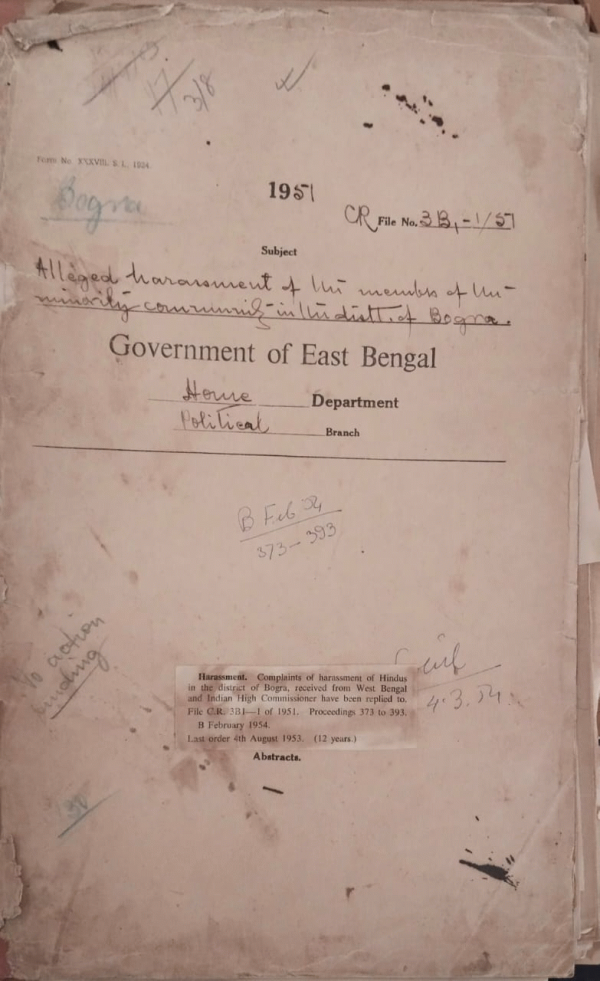 17/3/8
Form No. XXXVIII, S. I., 1934.
Bogra
1951
CR File No. 3B1-1/51
Subject
Alleged harassment of the members of the
minority community in the distt. of Bogra.
Government of East Bengal
Home Department
Political Branch
B Feb 54
373-393
No action
pending
Harassment. Complaints of harassment of Hindus
in the district of Bogra, received from West Bengal
and Indian High Commissioner have been replied to.
File C.R. 3B1—1 of 1951. Proceedings 373 to 393.
B February 1954.
Last order 4th August 1953. (12 years.)
4.3.54.
Abstracts.